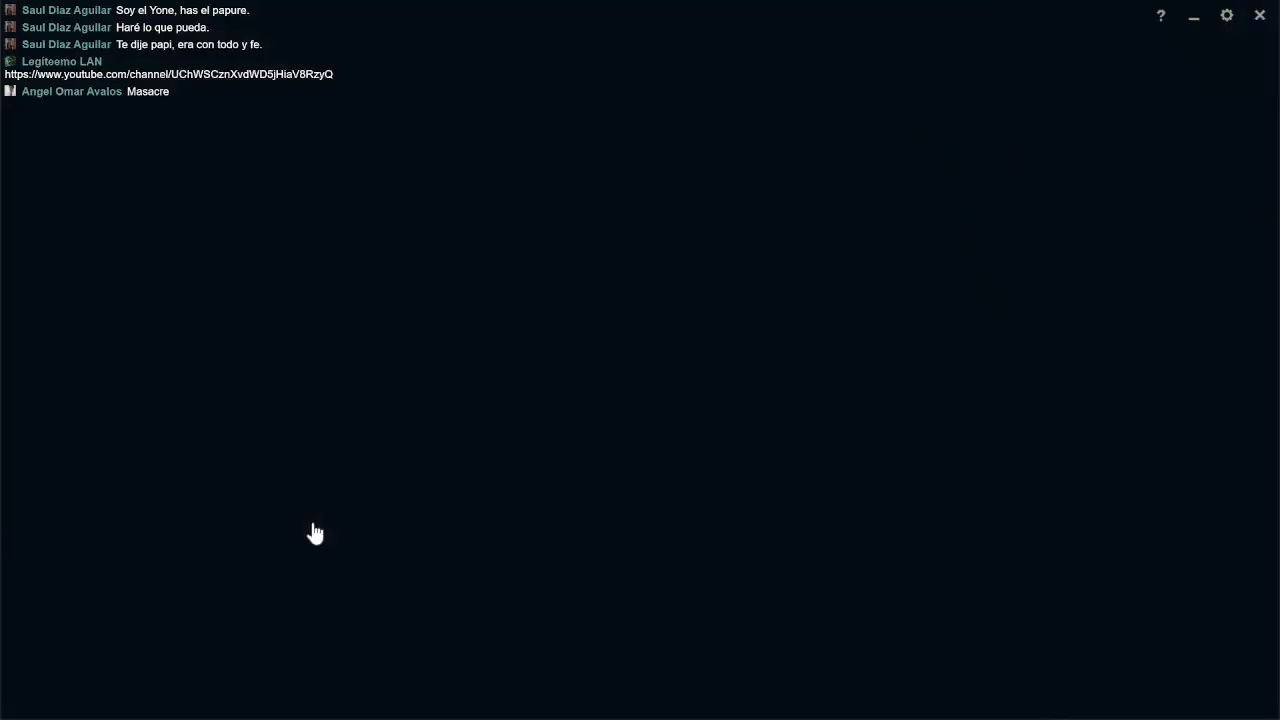 Saul Diaz Aguilar Soy el Yone, has el papure.
Saul Diaz Aguilar Haré lo que pueda.
Saul Diaz Aguilar Te dije papi, era con todo y fe.
Legiteemo LAN
https://www.youtube.com/channel/UChWSCznXvdWD5jHiaV8RzyQ
Angel Omar Avalos Masacre